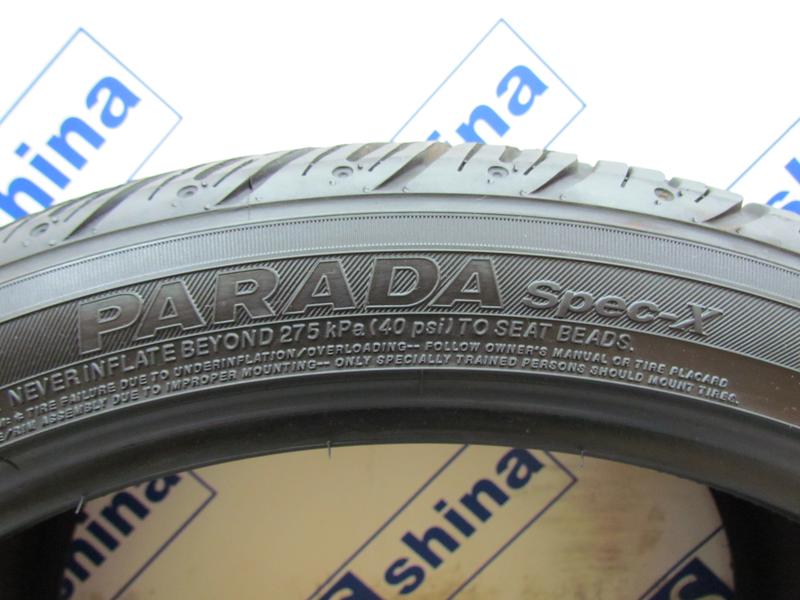 shina
shina
shina
PARADA Spec-X
NEVER INFLATE BEYOND 275 kPa (40 psi) TO SEAT BEADS.
TIRE FAILURE DUE TO UNDERINFLATION/OVERLOADING-- FOLLOW OWNER'S MANUAL OR TIRE PLACARD
ASSEMBLY DUE TO IMPROPER MOUNTING-- ONLY SPECIALLY TRAINED PERSONS SHOULD MOUNT TIRES.
shina
shina